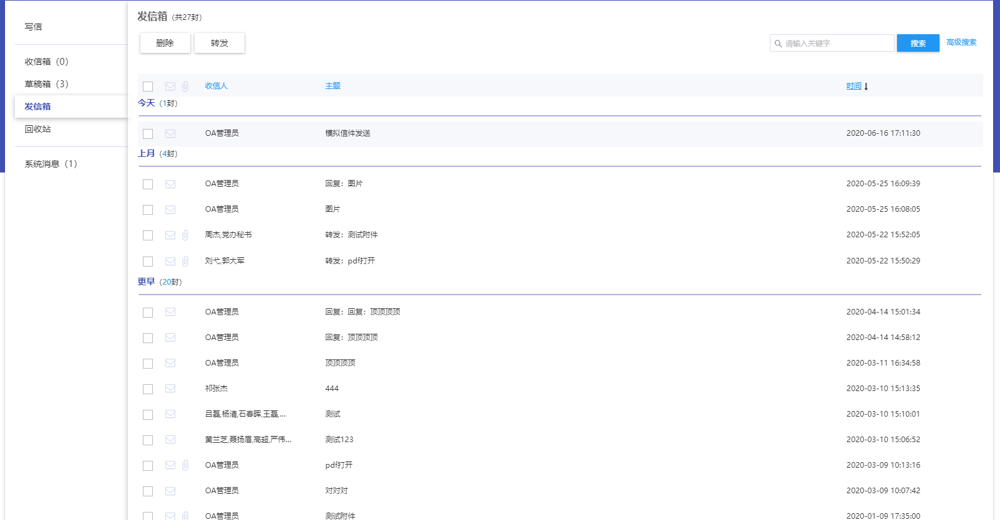 写信
收信箱（0）
草稿箱（3）
发信箱
回收站
系统消息（1）
发信箱（共27封）
删除 转发 请输入关键字 搜索 高级搜索
收信人 主题 时间
今天（1封）
OA管理员 模拟信件发送 2020-06-16 17:11:30
上月（4封）
OA管理员 回复：图片 2020-05-25 16:09:39
OA管理员 图片 2020-05-25 16:08:05
周杰,党办秘书 转发：测试附件 2020-05-22 15:52:05
刘弋,郭大军 转发：pdf打开 2020-05-22 15:50:29
更早（20封）
OA管理员 回复：回复：顶顶顶顶 2020-04-14 15:01:34
OA管理员 回复：顶顶顶顶 2020-04-14 14:58:12
OA管理员 顶顶顶顶 2020-03-11 16:34:58
祁张杰 444 2020-03-10 15:13:35
吕磊,杨清,石春晖,王磊,... 测试 2020-03-10 15:10:01
黄兰芝,聂扬眉,高超,严伟... 测试123 2020-03-10 15:06:52
OA管理员 pdf打开 2020-03-09 10:13:16
OA管理员 对对对 2020-03-09 10:07:42
OA管理员 测试附件 2020-01-09 17:35:00